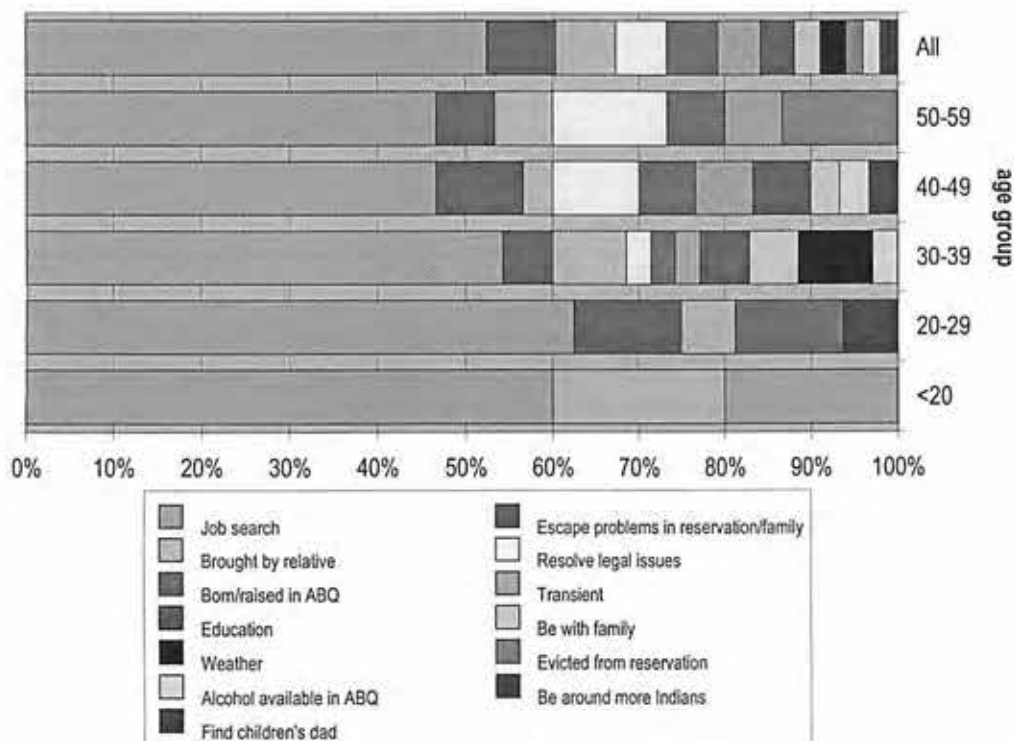 All
50-59
40-49
30-39
20-29
<20
age group
0% 10% 20% 30% 40% 50% 60% 70% 80% 90% 100%
Job search
Brought by relative
Born/raised in ABQ
Education
Weather
Alcohol available in ABQ
Find children's dad
Escape problems in reservation/family
Resolve legal issues
Transient
Be with family
Evicted from reservation
Be around more Indians